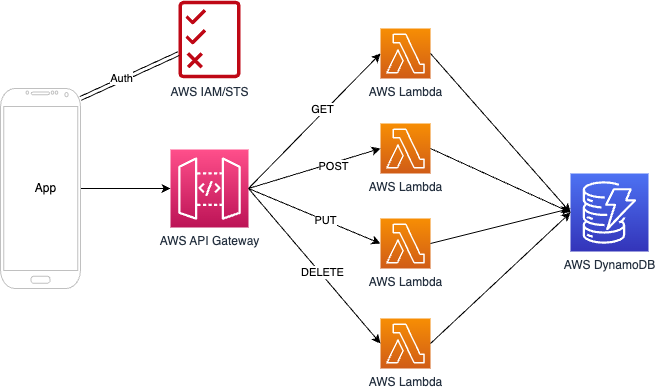 Auth
AWS IAM/STS
App
AWS API Gateway
GET
POST
PUT
DELETE
AWS Lambda
AWS Lambda
AWS Lambda
AWS Lambda
AWS DynamoDB